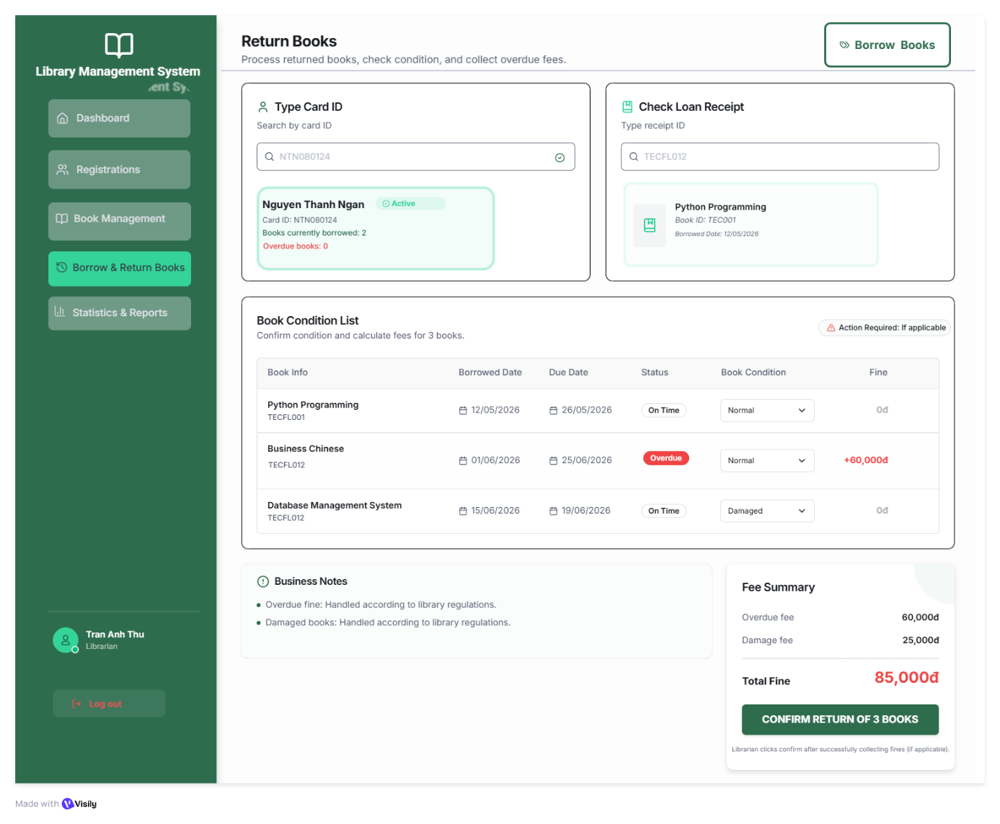 Library Management System
ent Sy
Dashboard
Registrations
Book Management
Borrow & Return Books
Statistics & Reports
Tran Anh Thu
Librarian
Log out
Return Books
Process returned books, check condition, and collect overdue fees.
Borrow Books
Type Card ID
Search by card ID
NTN080124
Nguyen Thanh Ngan
Active
Card ID: NTN080124
Books currently borrowed: 2
Overdue books: 0
Check Loan Receipt
Type receipt ID
TECFL012
Python Programming
Book ID: TEC001
Borrowed Date: 12/05/2026
Book Condition List
Confirm condition and calculate fees for 3 books.
Action Required: If applicable
Book Info Borrowed Date Due Date Status Book Condition Fine
Python Programming
TECFL001
12/05/2026 26/05/2026 On Time Normal 0đ
Business Chinese
TECFL012
01/06/2026 25/06/2026 Overdue Normal +60,000đ
Database Management System
TECFL012
15/06/2026 19/06/2026 On Time Damaged 0đ
Business Notes
Overdue fine: Handled according to library regulations.
Damaged books: Handled according to library regulations.
Fee Summary
Overdue fee 60,000đ
Damage fee 25,000đ
Total Fine 85,000đ
CONFIRM RETURN OF 3 BOOKS
Librarian clicks confirm after successfully collecting fines (if applicable).
Made with Visily